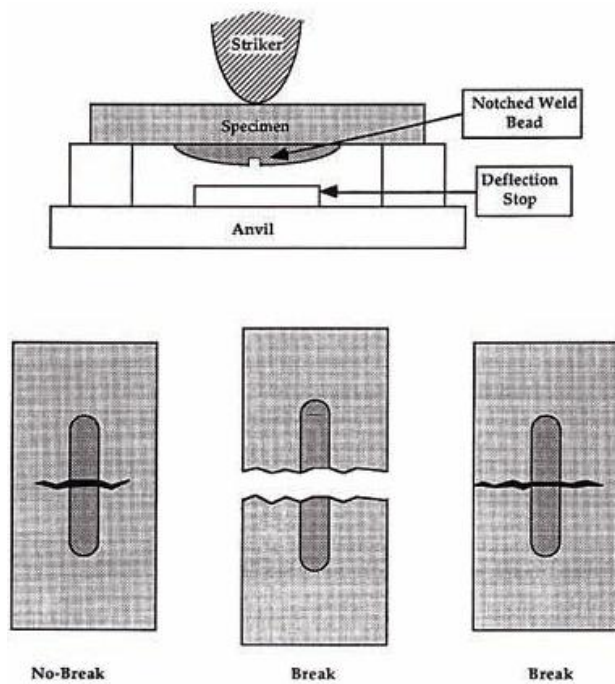 Striker
Specimen
Notched Weld
Bead
Deflection
Stop
Anvil
No-Break
Break
Break